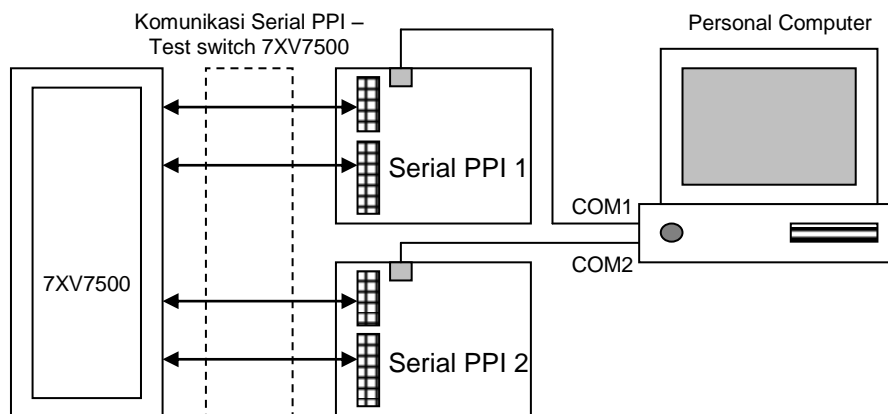 Komunikasi Serial PPI –
Test switch 7XV7500
Personal Computer
Serial PPI 1
COM1
COM2
7XV7500
Serial PPI 2